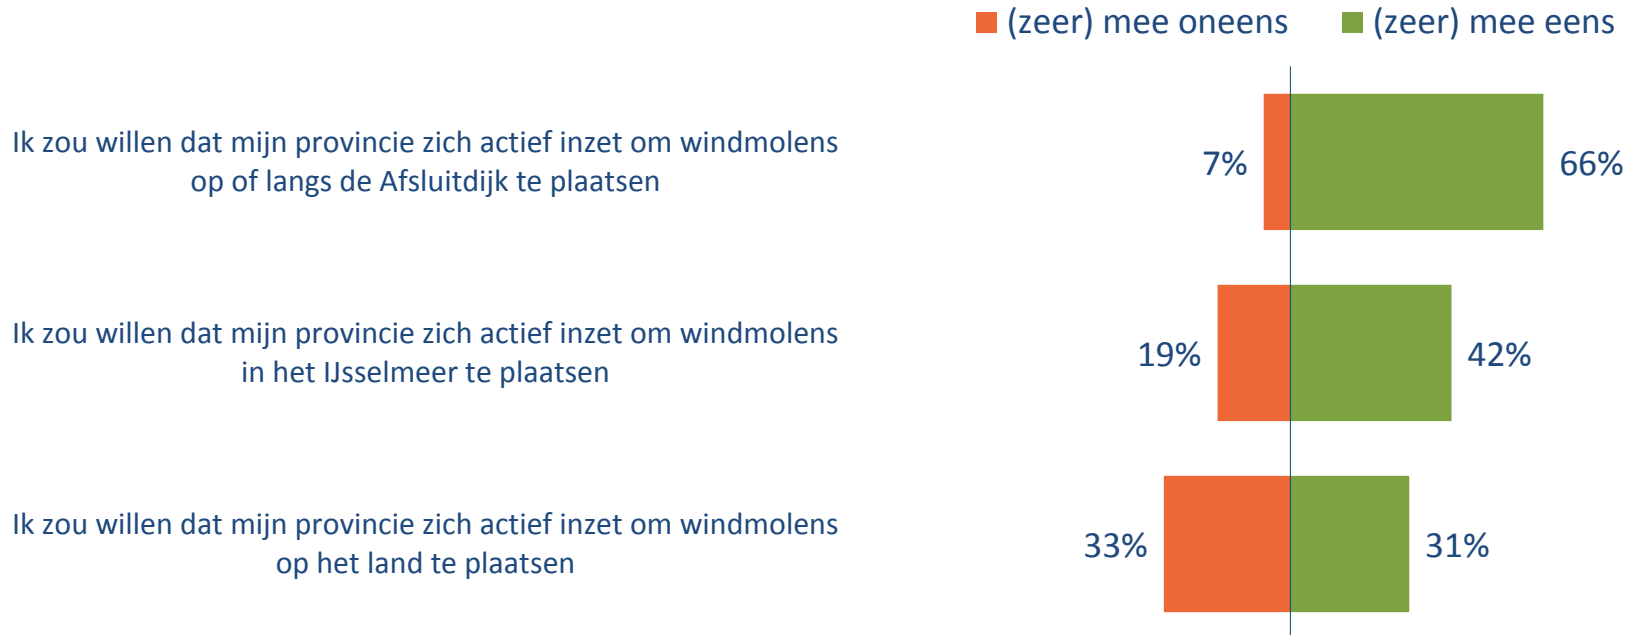 (zeer) mee oneens (zeer) mee eens
Ik zou willen dat mijn provincie zich actief inzet om windmolens
op of langs de Afsluitdijk te plaatsen
7% 66%
Ik zou willen dat mijn provincie zich actief inzet om windmolens
in het IJsselmeer te plaatsen
19% 42%
Ik zou willen dat mijn provincie zich actief inzet om windmolens
op het land te plaatsen
33% 31%